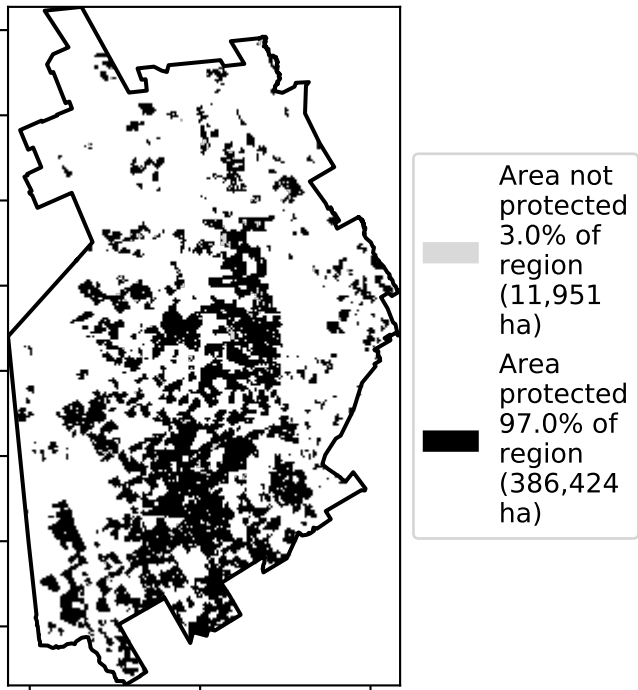 Area not
protected
3.0% of
region
(11,951
ha)
Area
protected
97.0% of
region
(386,424
ha)